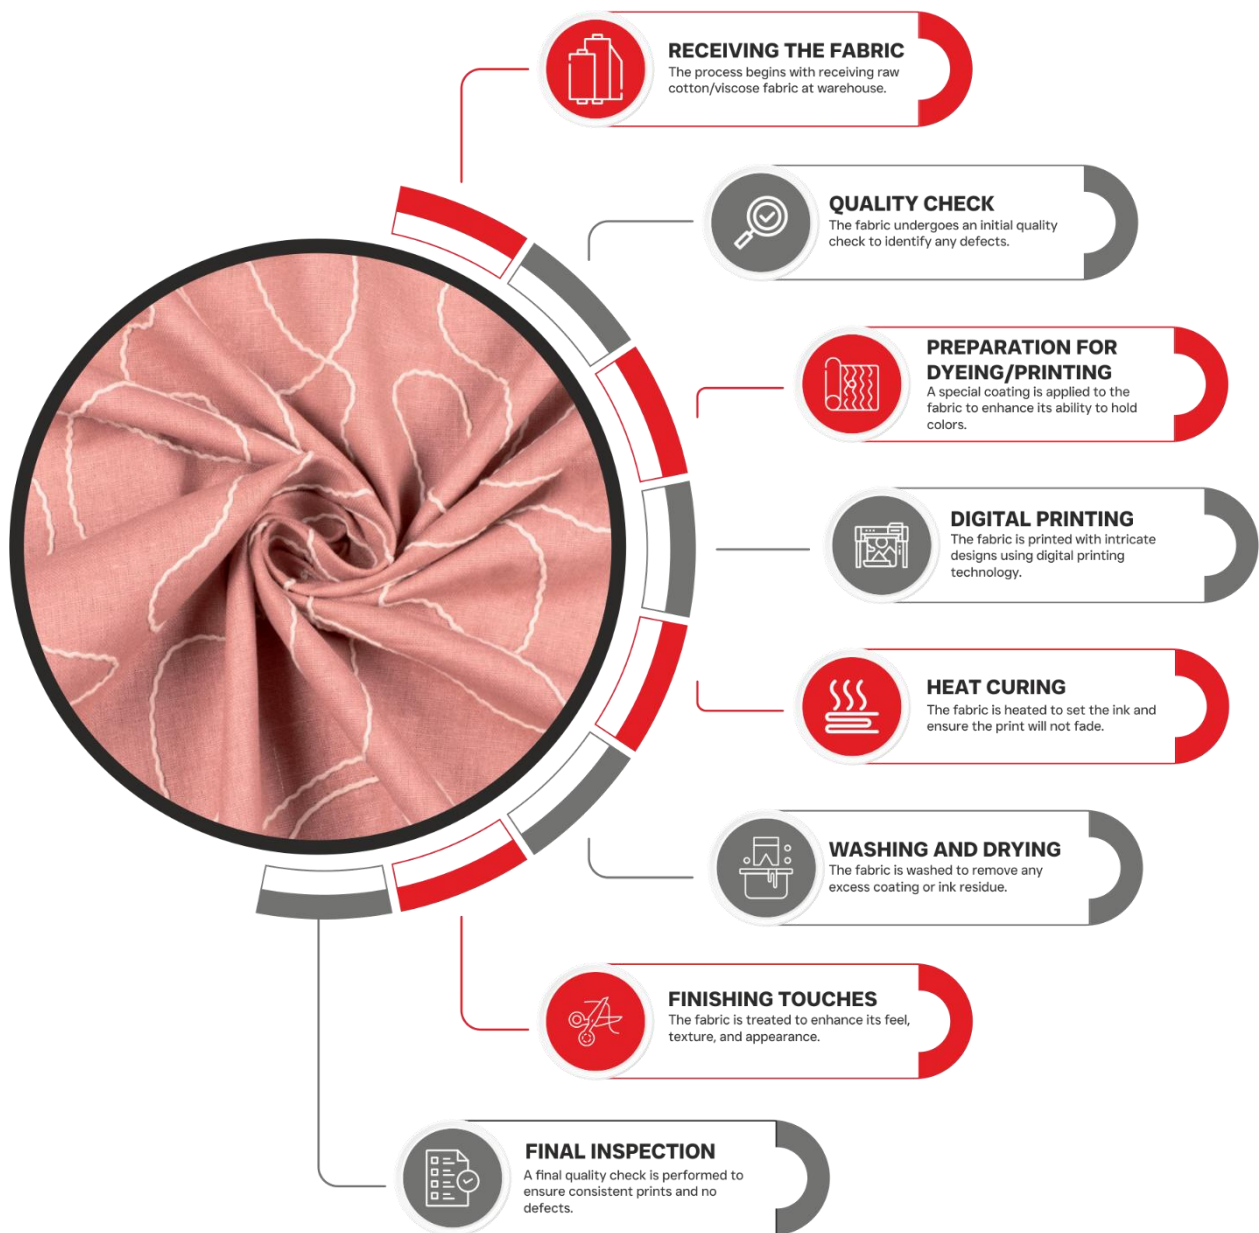 RECEIVING THE FABRIC
The process begins with receiving raw
cotton/viscose fabric at warehouse.
QUALITY CHECK
The fabric undergoes an initial quality
check to identify any defects.
PREPARATION FOR
DYEING/PRINTING
A special coating is applied to the
fabric to enhance its ability to hold
colors.
DIGITAL PRINTING
The fabric is printed with intricate
designs using digital printing
technology.
HEAT CURING
The fabric is heated to set the ink and
ensure the print will not fade.
WASHING AND DRYING
The fabric is washed to remove any
excess coating or ink residue.
FINISHING TOUCHES
The fabric is treated to enhance its feel,
texture, and appearance.
FINAL INSPECTION
A final quality check is performed to
ensure consistent prints and no
defects.